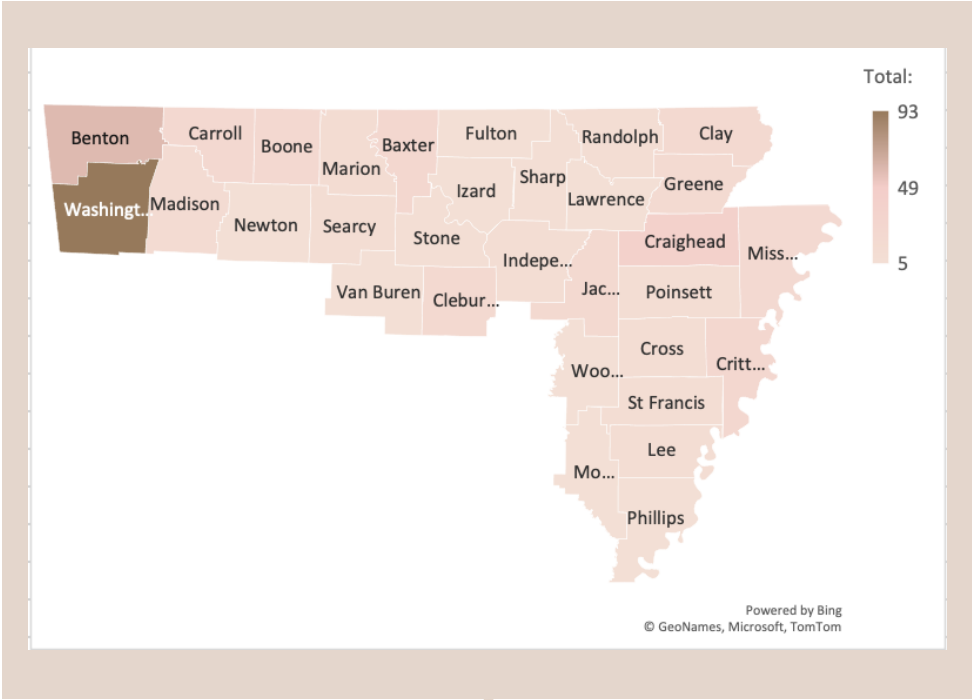 Total:
93
49
5
Benton
Carroll
Boone
Marion
Baxter
Fulton
Randolph
Clay
Izard
Sharp
Lawrence
Greene
Washingt...
Madison
Newton
Searcy
Stone
Indepe...
Craighead
Miss...
Van Buren
Clebur...
Jac...
Poinsett
Woo...
Cross
Critt...
St Francis
Mo...
Lee
Phillips
Powered by Bing
© GeoNames, Microsoft, TomTom